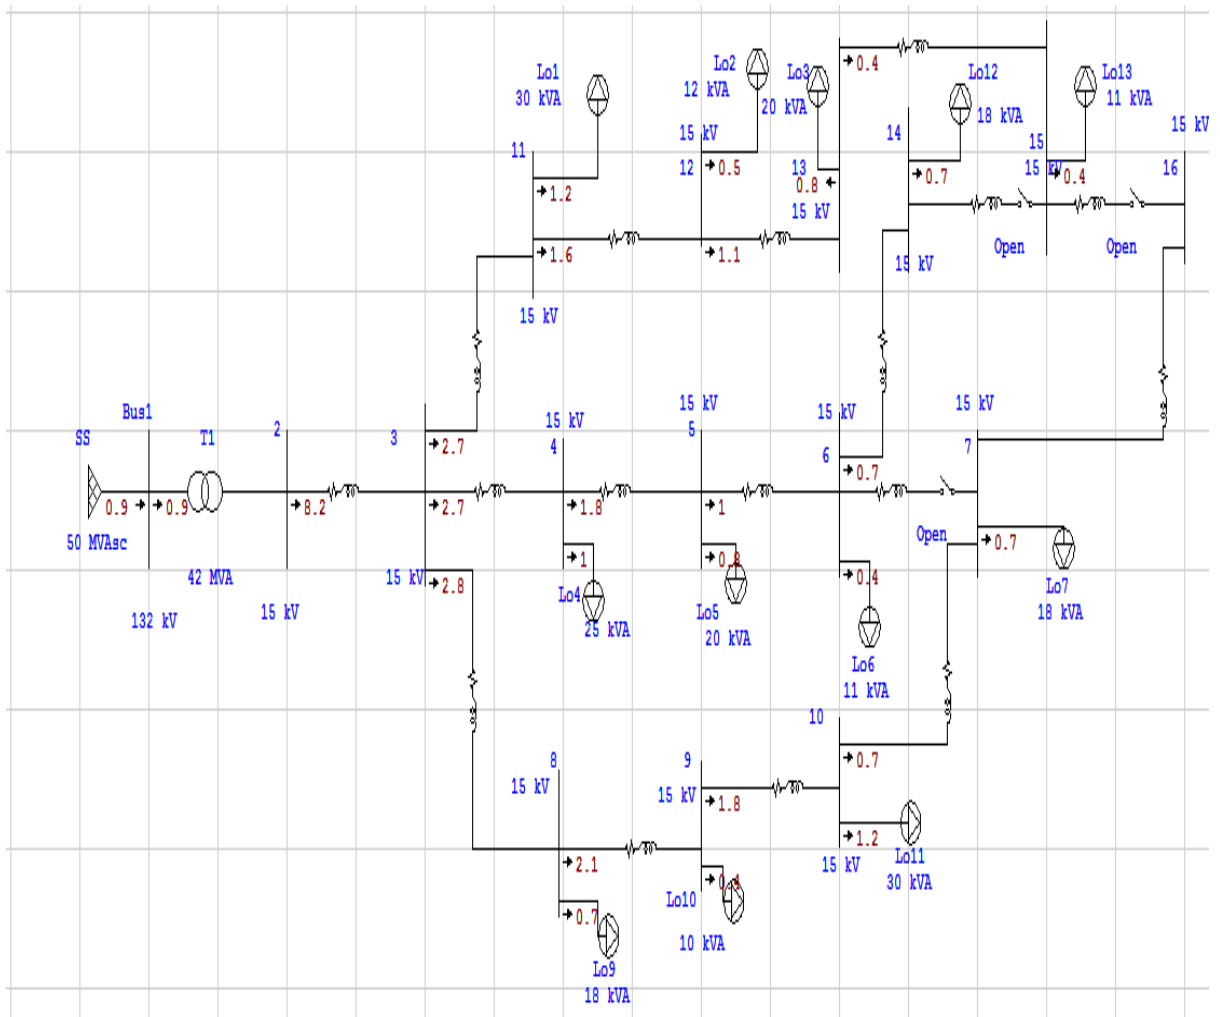 0.4
Lo1
30 kVA
Lo2
12 kVA
Lo3
20 kVA
Lo12
18 kVA
Lo13
11 kVA
15 kV
11
15 kV
12
0.5
13
0.8
15 kV
14
0.7
15
15 kV
0.4
16
1.2
1.6
1.1
Open
Open
15 kV
15 kV
Bus1
SS
T1
2
3
15 kV
4
15 kV
5
15 kV
6
15 kV
7
2.7
0.7
0.9
0.9
8.2
2.7
1.8
1
Open
50 MVAsc
42 MVA
132 kV
15 kV
15 kV
2.8
1
Lo4
25 kVA
0.8
Lo5
20 kVA
0.4
Lo6
11 kVA
0.7
Lo7
18 kVA
10
0.7
8
15 kV
9
15 kV
1.8
1.2
15 kV
Lo11
30 kVA
2.1
0.4
Lo10
10 kVA
0.7
Lo9
18 kVA